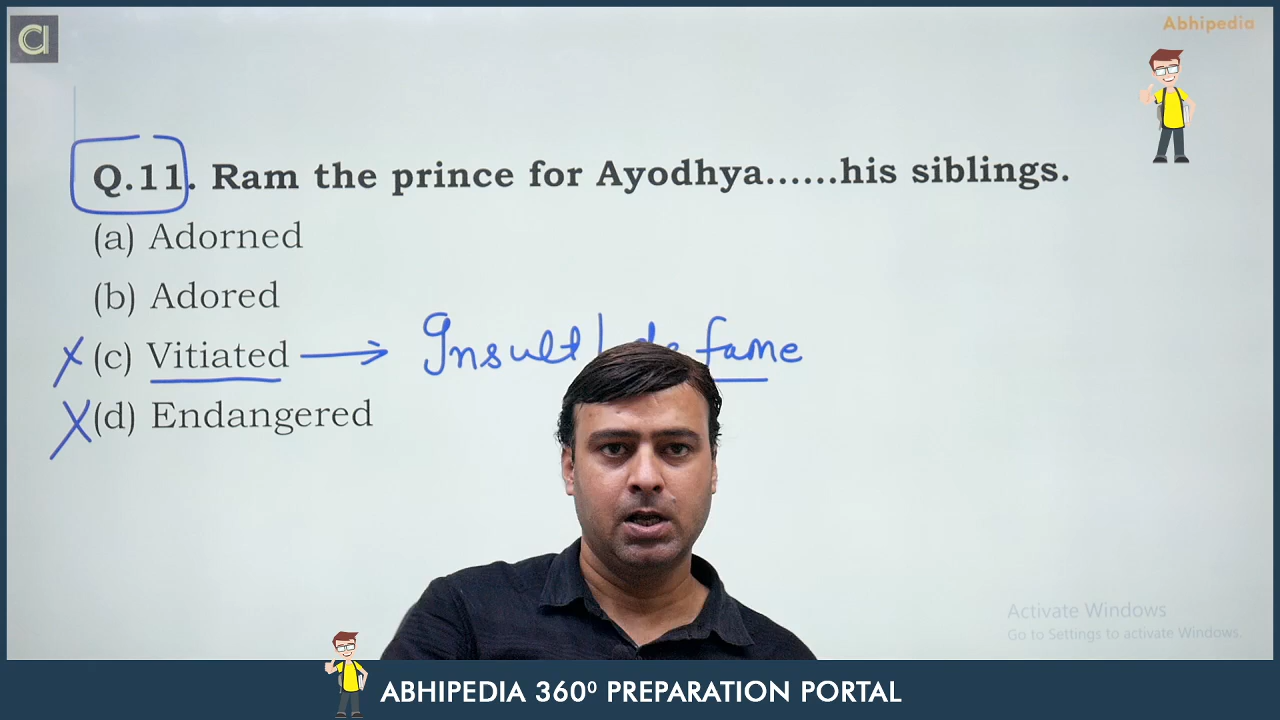 Abhipedia
Q.11. Ram the prince for Ayodhya......his siblings.
(a) Adorned
(b) Adored
X (c) Vitiated → Insult/ defame
X (d) Endangered
Activate Windows
Go to Settings to activate Windows.
ABHIPEDIA 360⁰ PREPARATION PORTAL